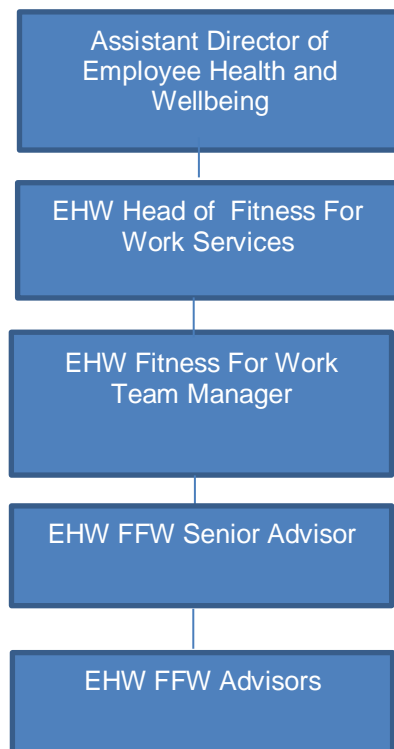 Assistant Director of
Employee Health and
Wellbeing
EHW Head of  Fitness For
Work Services
EHW Fitness For Work
Team Manager
EHW FFW Senior Advisor
EHW FFW Advisors